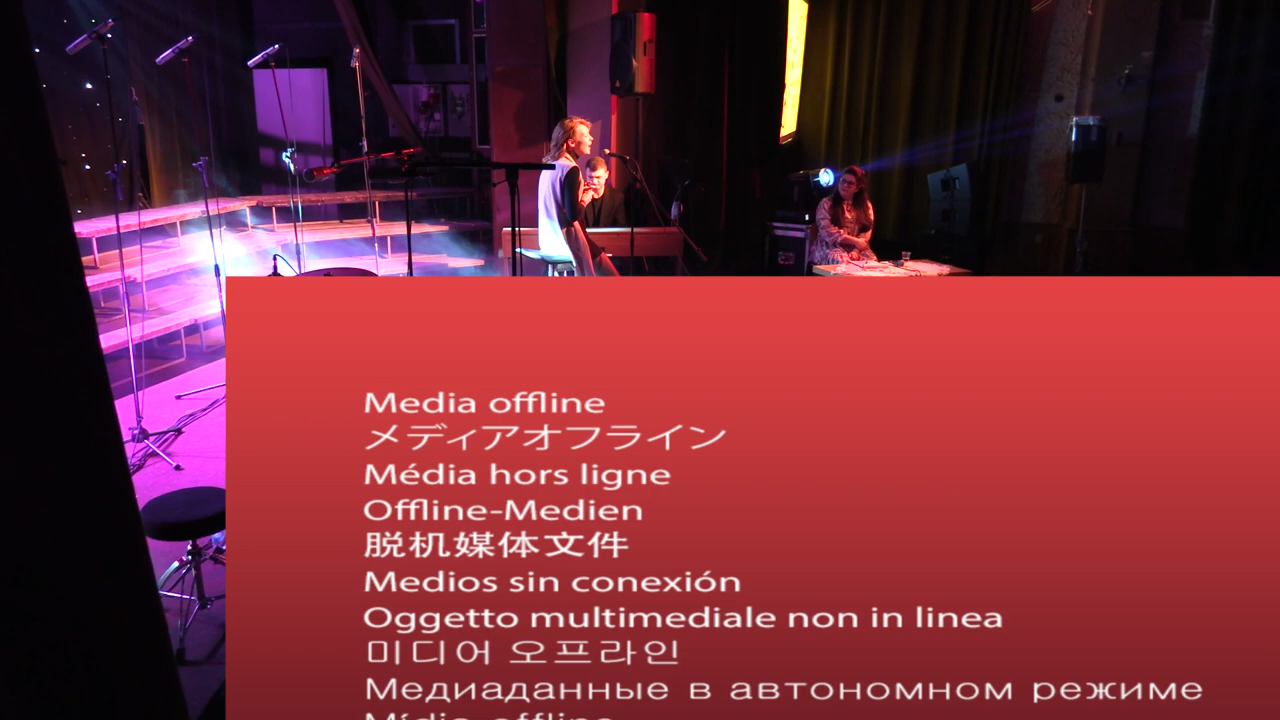 Media offline
メディアオフライン
Média hors ligne
Offline-Medien
脱机媒体文件
Medios sin conexión
Oggetto multimediale non in linea
미디어 오프라인
Медиаданные в автономном режиме
Mídia offline